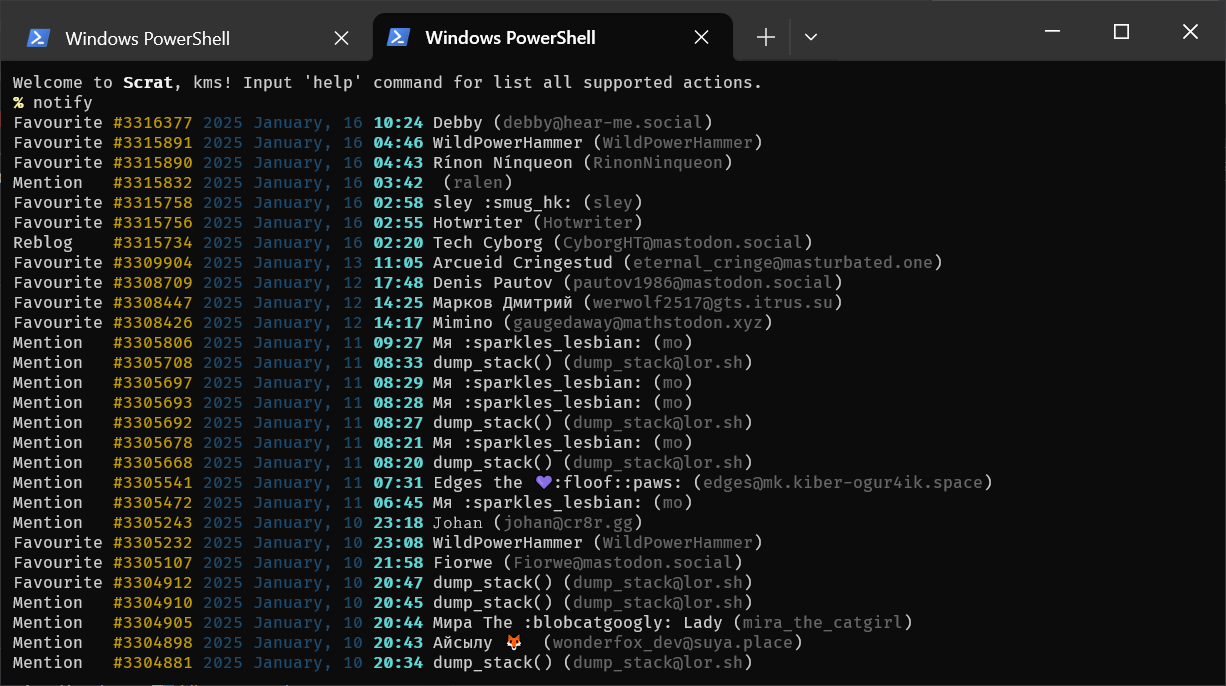 Windows PowerShell
Windows PowerShell
Welcome to Scrat, kms! Input 'help' command for list all supported actions.
% notify
Favourite #3316377 2025 January, 16 10:24 Debby (debby@hear-me.social)
Favourite #3315891 2025 January, 16 04:46 WildPowerHammer (WildPowerHammer)
Favourite #3315890 2025 January, 16 04:43 Rínon Nínqueon (RinonNinqueon)
Mention #3315832 2025 January, 16 03:42 (ralen)
Favourite #3315758 2025 January, 16 02:58 sley :smug_hk: (sley)
Favourite #3315756 2025 January, 16 02:55 Hotwriter (Hotwriter)
Reblog #3315734 2025 January, 16 02:20 Tech Cyborg (CyborgHT@mastodon.social)
Favourite #3309904 2025 January, 13 11:05 Arcueid Cringestud (eternal_cringe@masturbated.one)
Favourite #3308709 2025 January, 12 17:48 Denis Pautov (pautov1986@mastodon.social)
Favourite #3308447 2025 January, 12 14:25 Марков Дмитрий (werwolf2517@gts.itrus.su)
Favourite #3308426 2025 January, 12 14:17 Mimino (gaugedaway@mathstodon.xyz)
Mention #3305806 2025 January, 11 09:27 Мя :sparkles_lesbian: (mo)
Mention #3305708 2025 January, 11 08:33 dump_stack() (dump_stack@lor.sh)
Mention #3305697 2025 January, 11 08:29 Мя :sparkles_lesbian: (mo)
Mention #3305693 2025 January, 11 08:28 Мя :sparkles_lesbian: (mo)
Mention #3305692 2025 January, 11 08:27 dump_stack() (dump_stack@lor.sh)
Mention #3305678 2025 January, 11 08:21 Мя :sparkles_lesbian: (mo)
Mention #3305668 2025 January, 11 08:20 dump_stack() (dump_stack@lor.sh)
Mention #3305541 2025 January, 11 07:31 Edges the 💜:floof::paws: (edges@mk.kiber-ogur4ik.space)
Mention #3305472 2025 January, 11 06:45 Мя :sparkles_lesbian: (mo)
Mention #3305243 2025 January, 10 23:18 Johan (johan@cr8r.gg)
Favourite #3305232 2025 January, 10 23:08 WildPowerHammer (WildPowerHammer)
Favourite #3305107 2025 January, 10 21:58 Fiorwe (Fiorwe@mastodon.social)
Favourite #3304912 2025 January, 10 20:47 dump_stack() (dump_stack@lor.sh)
Mention #3304910 2025 January, 10 20:45 dump_stack() (dump_stack@lor.sh)
Mention #3304905 2025 January, 10 20:44 Мира The :blobcatgoogly: Lady (mira_the_catgirl)
Mention #3304898 2025 January, 10 20:43 Айсылу 🦊 (wonderfox_dev@suya.place)
Mention #3304881 2025 January, 10 20:34 dump_stack() (dump_stack@lor.sh)